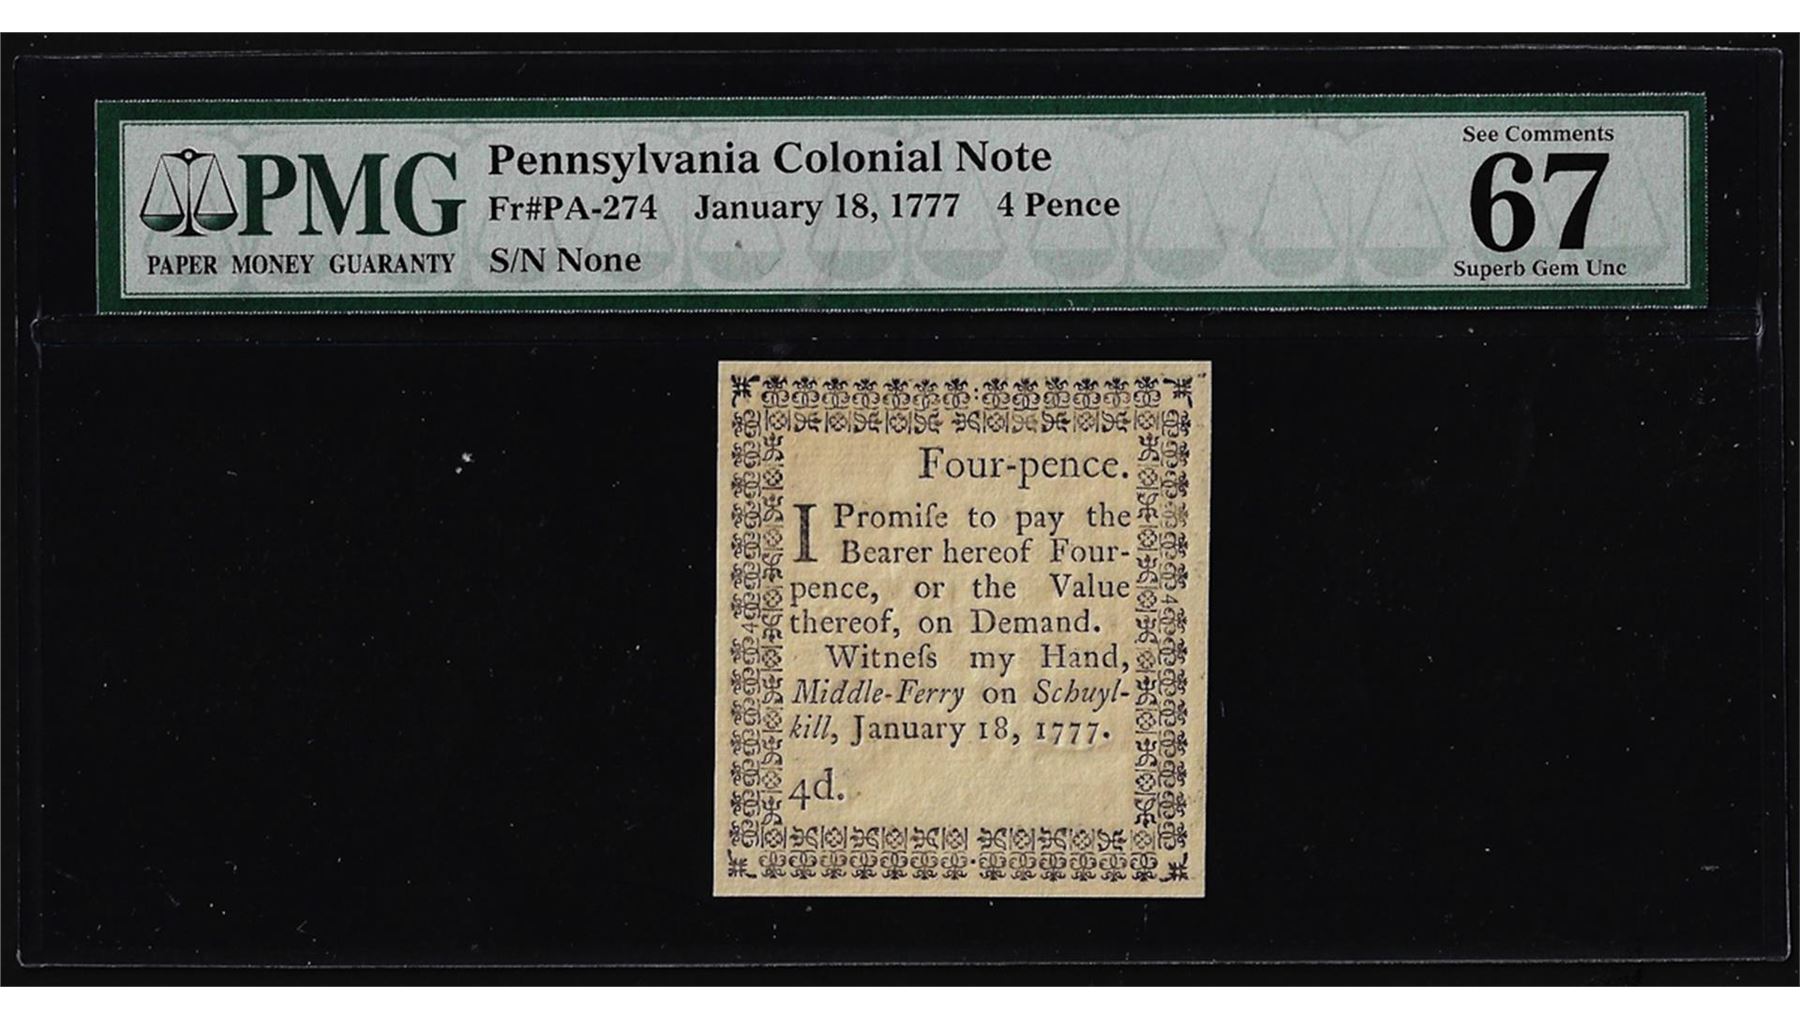 See Comments
PMG
PAPER MONEY GUARANTY
Pennsylvania Colonial Note
Fr#PA-274 January 18, 1777 4 Pence
S/N None
67
Superb Gem Unc
Four-pence.
I Promiſe to pay the
Bearer hereof Four-
pence, or the Value
thereof, on Demand.
Witneſs my Hand,
Middle-Ferry on Schuyl-
kill, January 18, 1777.
4d.
4
4